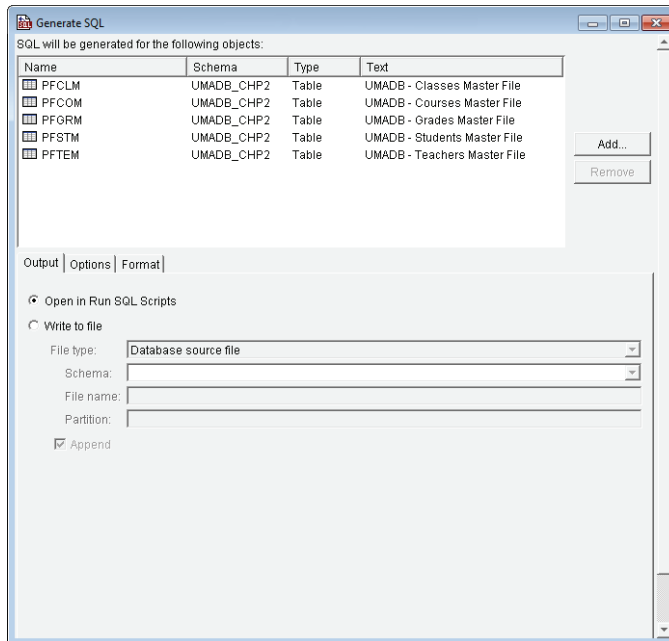 Generate SQL
SQL will be generated for the following objects:
Name Schema Type Text
PFCLM UMADB_CHP2 Table UMADB - Classes Master File
PFCOM UMADB_CHP2 Table UMADB - Courses Master File
PFGRM UMADB_CHP2 Table UMADB - Grades Master File
PFSTM UMADB_CHP2 Table UMADB - Students Master File
PFTEM UMADB_CHP2 Table UMADB - Teachers Master File
Add...
Remove
Output Options Format
Open in Run SQL Scripts
Write to file
File type: Database source file
Schema:
File name:
Partition:
Append